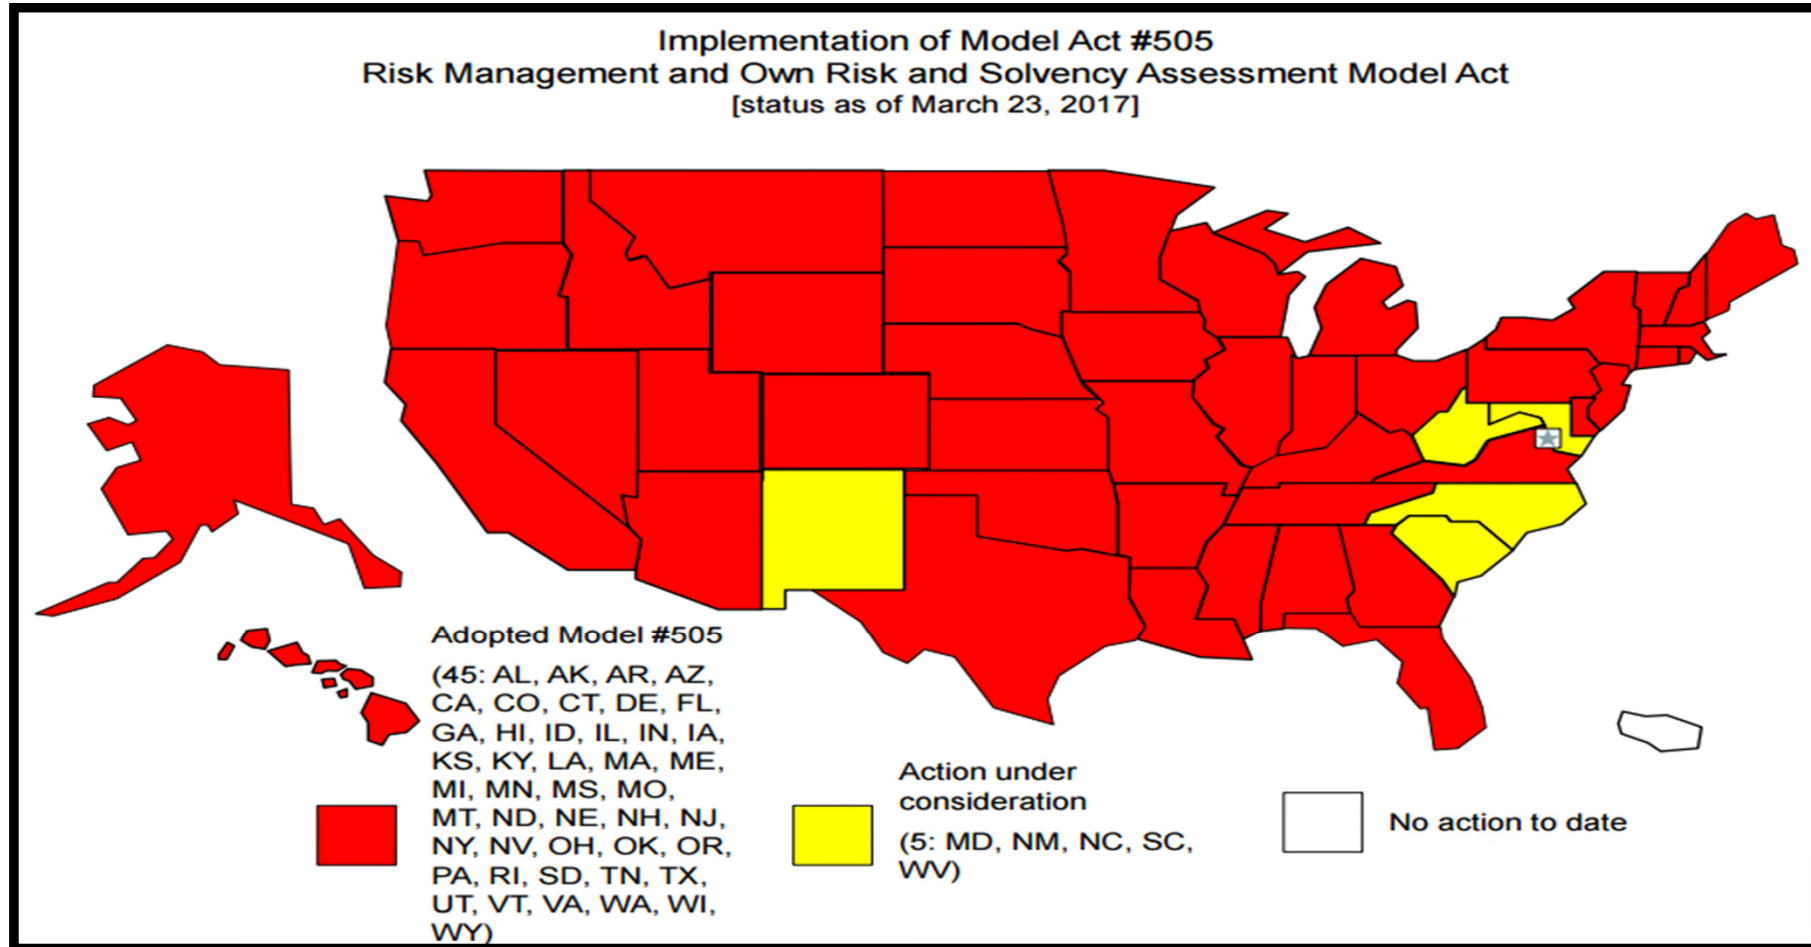 Implementation of Model Act #505
Risk Management and Own Risk and Solvency Assessment Model Act
[status as of March 23, 2017]
Adopted Model #505
(45: AL, AK, AR, AZ,
CA, CO, CT, DE, FL,
GA, HI, ID, IL, IN, IA,
KS, KY, LA, MA, ME,
MI, MN, MS, MO,
MT, ND, NE, NH, NJ,
NY, NV, OH, OK, OR,
PA, RI, SD, TN, TX,
UT, VT, VA, WA, WI,
WY)
Action under
consideration
(5: MD, NM, NC, SC,
WV)
No action to date